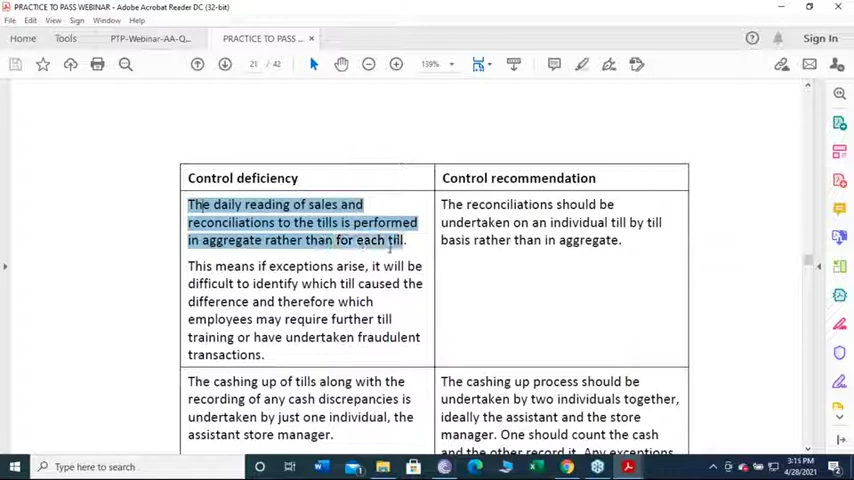 PRACTICE TO PASS WEBINAR - Adobe Acrobat Reader DC (32-bit)
File Edit View Sign Window Help
Home Tools PTP-Webinar-AA-Q... PRACTICE TO PASS ... × Sign In
21 / 42 139%
Control deficiency Control recommendation
The daily reading of sales and
reconciliations to the tills is performed
in aggregate rather than for each till.
This means if exceptions arise, it will be
difficult to identify which till caused the
difference and therefore which
employees may require further till
training or have undertaken fraudulent
transactions.
The reconciliations should be
undertaken on an individual till by till
basis rather than in aggregate.
The cashing up of tills along with the
recording of any cash discrepancies is
undertaken by just one individual, the
assistant store manager.
The cashing up process should be
undertaken by two individuals together,
ideally the assistant and the store
manager. One should count the cash
and the other record it. Any exceptions
Type here to search
3:15 PM
4/28/2021